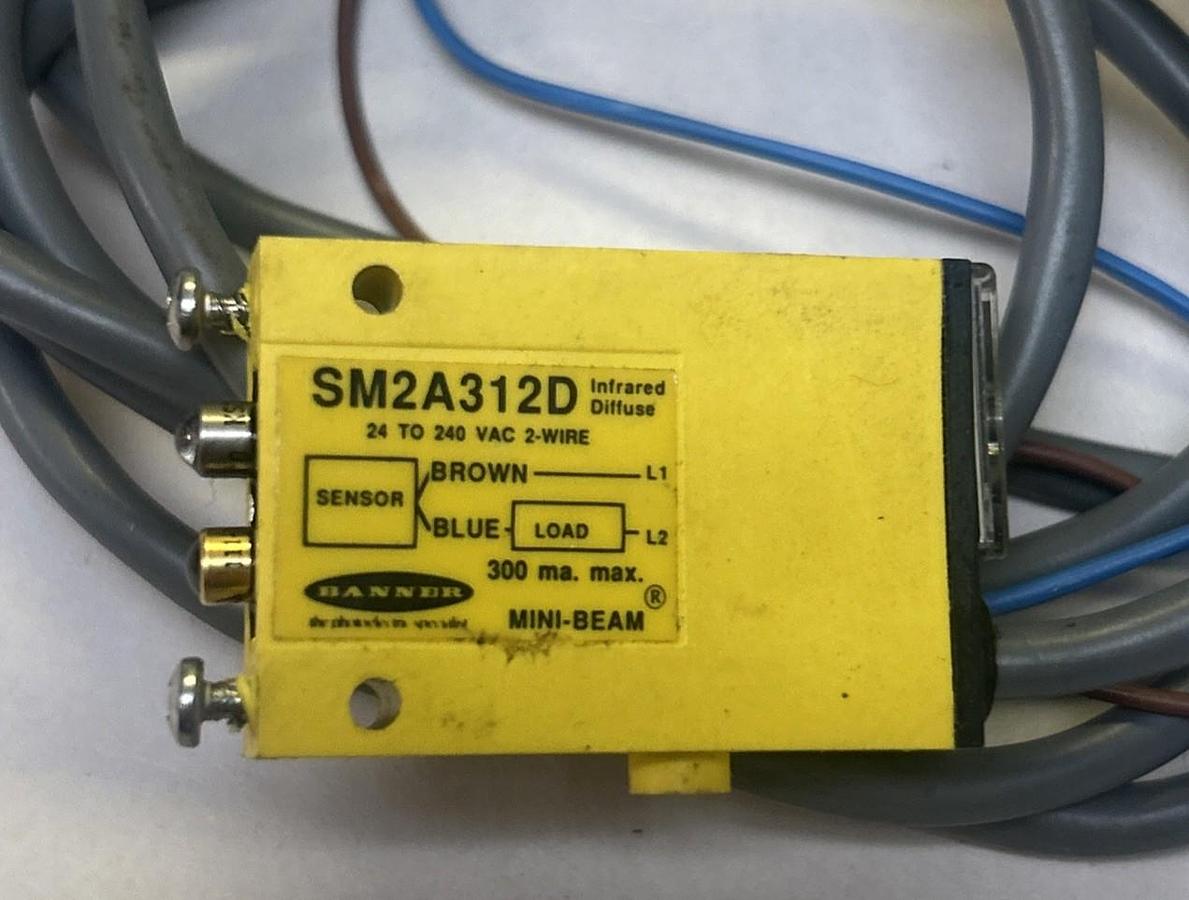 SM2A312D Infrared Diffuse
24 TO 240 VAC 2-WIRE
SENSOR
BROWN L1
BLUE LOAD L2
300 ma. max.
BANNER ®
MINI-BEAM